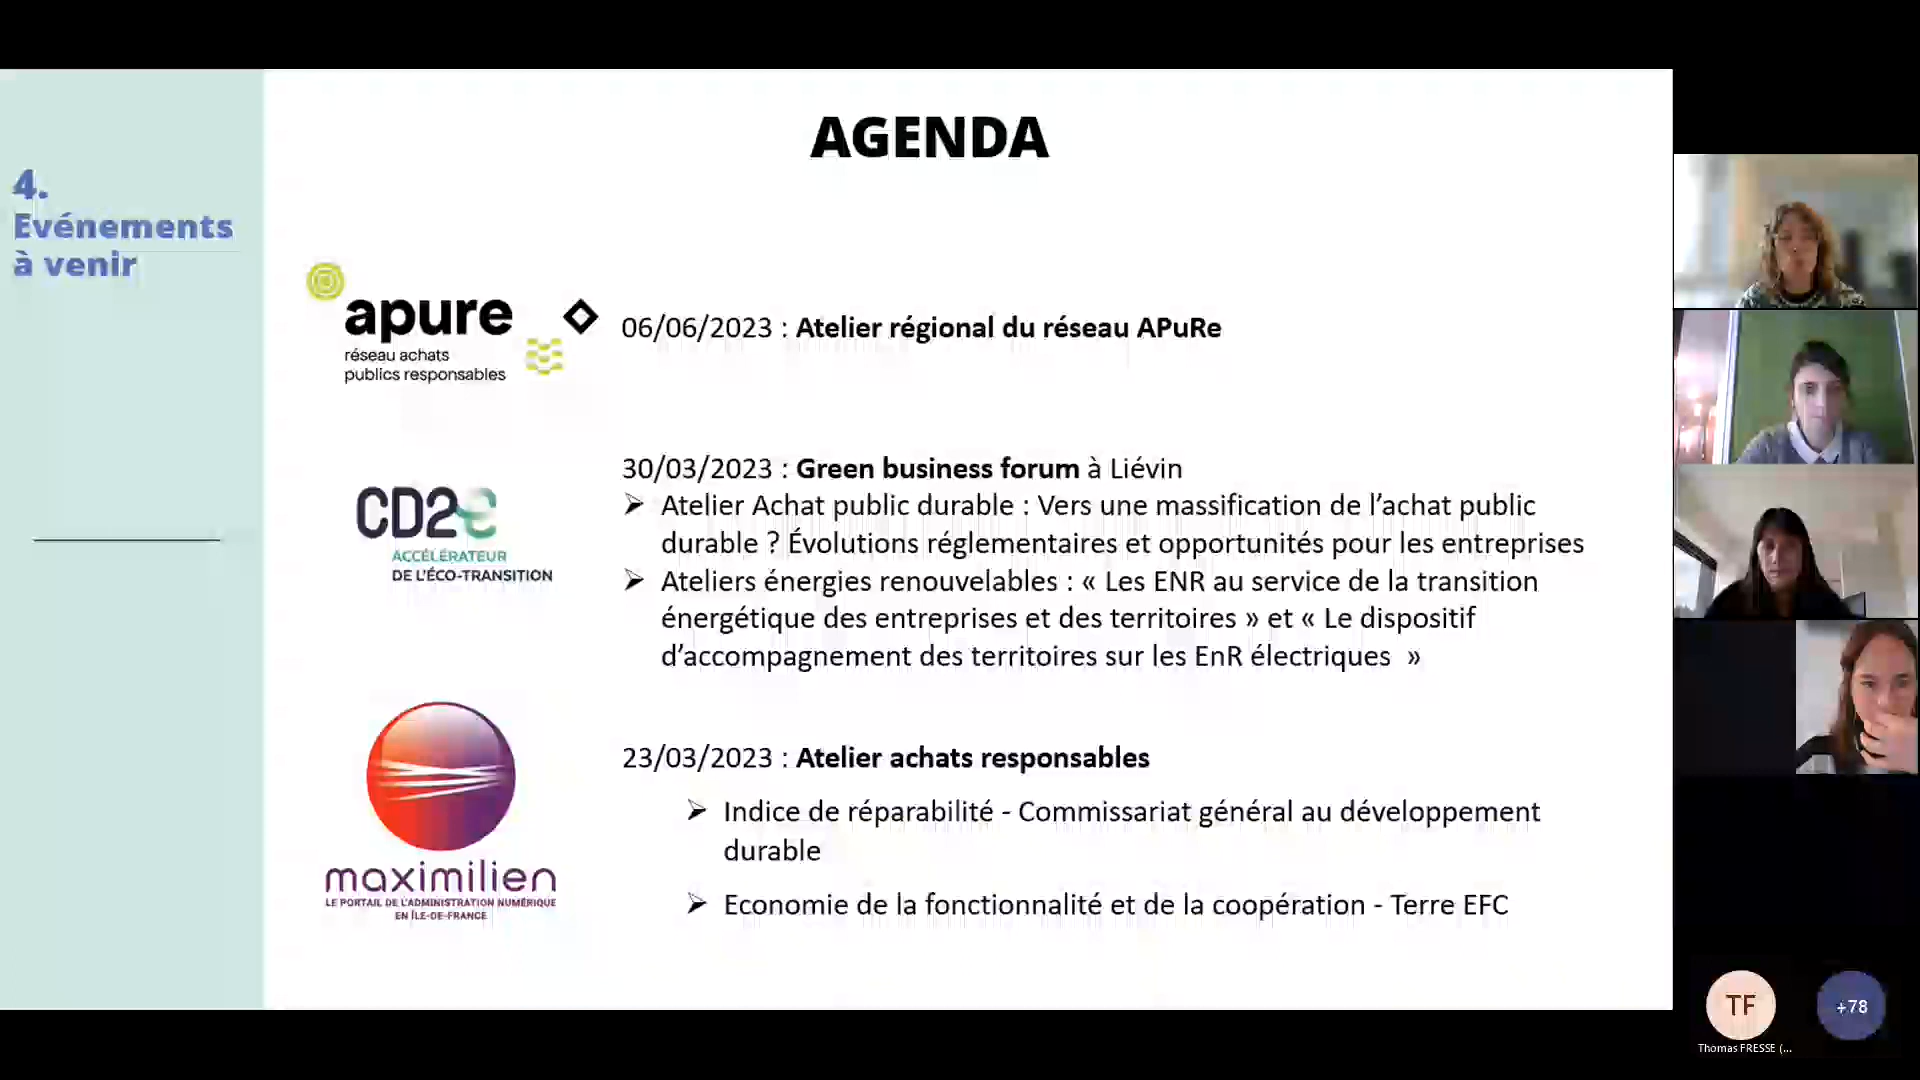 AGENDA
4.
Evénements
à venir
apure
réseau achats
publics responsables
06/06/2023 : Atelier régional du réseau APuRe
CD2e
ACCÉLÉRATEUR
DE L'ÉCO-TRANSITION
30/03/2023 : Green business forum à Liévin
Atelier Achat public durable : Vers une massification de l’achat public
durable ? Évolutions réglementaires et opportunités pour les entreprises
Ateliers énergies renouvelables : « Les ENR au service de la transition
énergétique des entreprises et des territoires » et « Le dispositif
d’accompagnement des territoires sur les EnR électriques »
maximilien
LE PORTAIL DE L'ADMINISTRATION NUMÉRIQUE
EN ÎLE-DE-FRANCE
23/03/2023 : Atelier achats responsables
Indice de réparabilité - Commissariat général au développement
durable
Economie de la fonctionnalité et de la coopération - Terre EFC
TF
+78
Thomas FRESSE (...